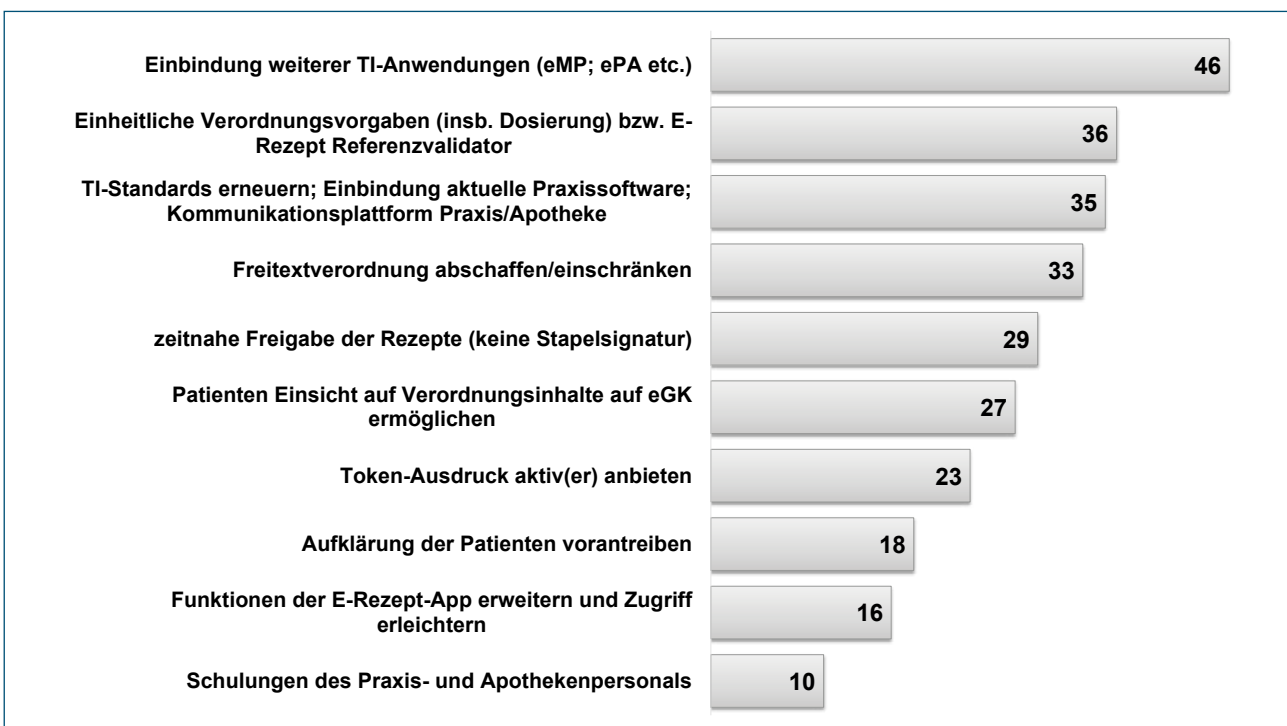 Einbindung weiterer TI-Anwendungen (eMP; ePA etc.)
46
Einheitliche Verordnungsvorgaben (insb. Dosierung) bzw. E-
Rezept Referenzvalidator
36
TI-Standards erneuern; Einbindung aktuelle Praxissoftware;
Kommunikationsplattform Praxis/Apotheke
35
Freitextverordnung abschaffen/einschränken
33
zeitnahe Freigabe der Rezepte (keine Stapelsignatur)
29
Patienten Einsicht auf Verordnungsinhalte auf eGK
ermöglichen
27
Token-Ausdruck aktiv(er) anbieten
23
Aufklärung der Patienten vorantreiben
18
Funktionen der E-Rezept-App erweitern und Zugriff
erleichtern
16
Schulungen des Praxis- und Apothekenpersonals
10